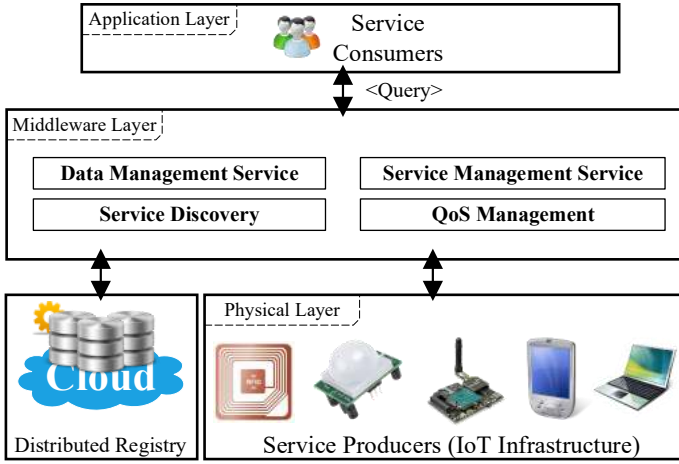 Application Layer
Service
Consumers
<Query>
Middleware Layer
Data Management Service
Service Management Service
Service Discovery
QoS Management
Cloud
Distributed Registry
Physical Layer
RFID
Service Producers (IoT Infrastructure)